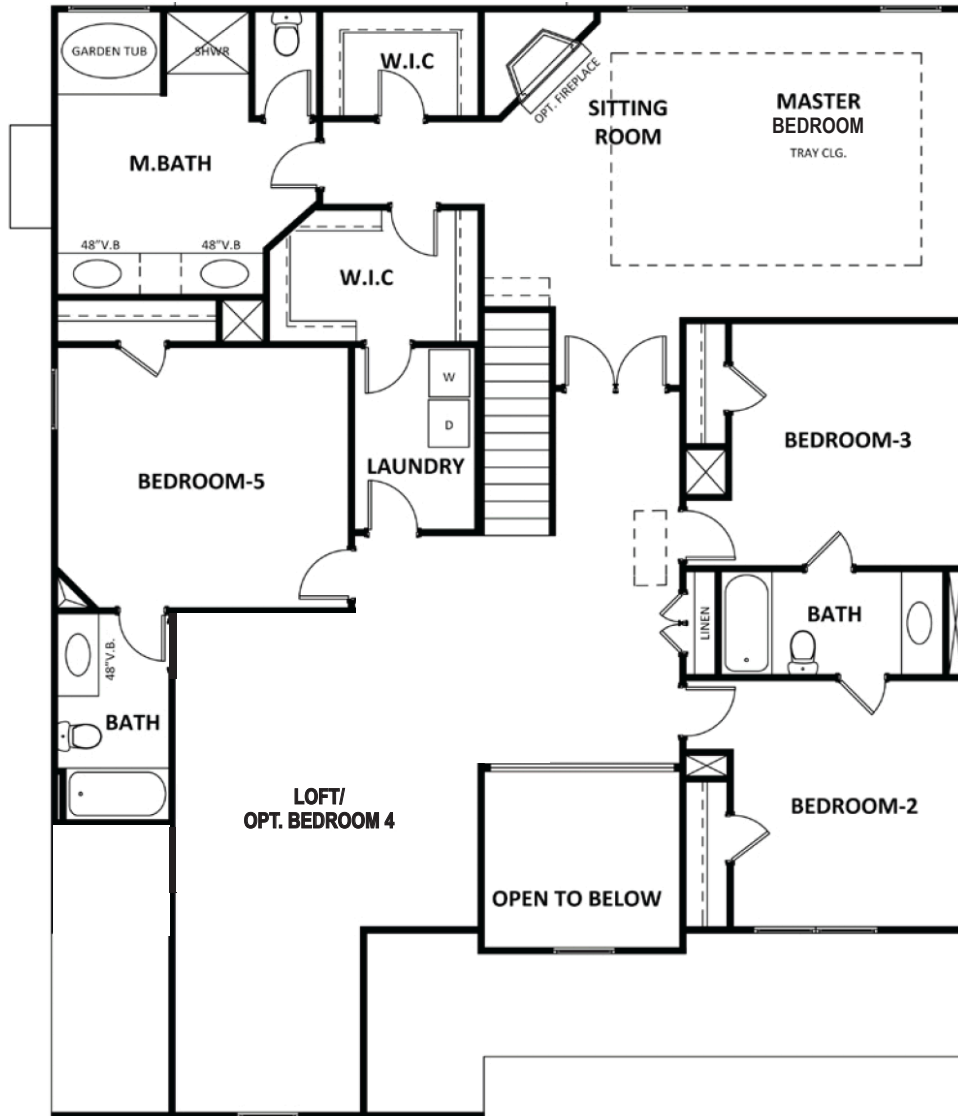 GARDEN TUB
SHWR
W.I.C
OPT. FIREPLACE
SITTING
ROOM
MASTER
BEDROOM
TRAY CLG.
M.BATH
48"V.B
48"V.B
W.I.C
W
D
LAUNDRY
BEDROOM-5
BEDROOM-3
LINEN
BATH
48"V.B.
BATH
LOFT/
OPT. BEDROOM 4
BEDROOM-2
OPEN TO BELOW